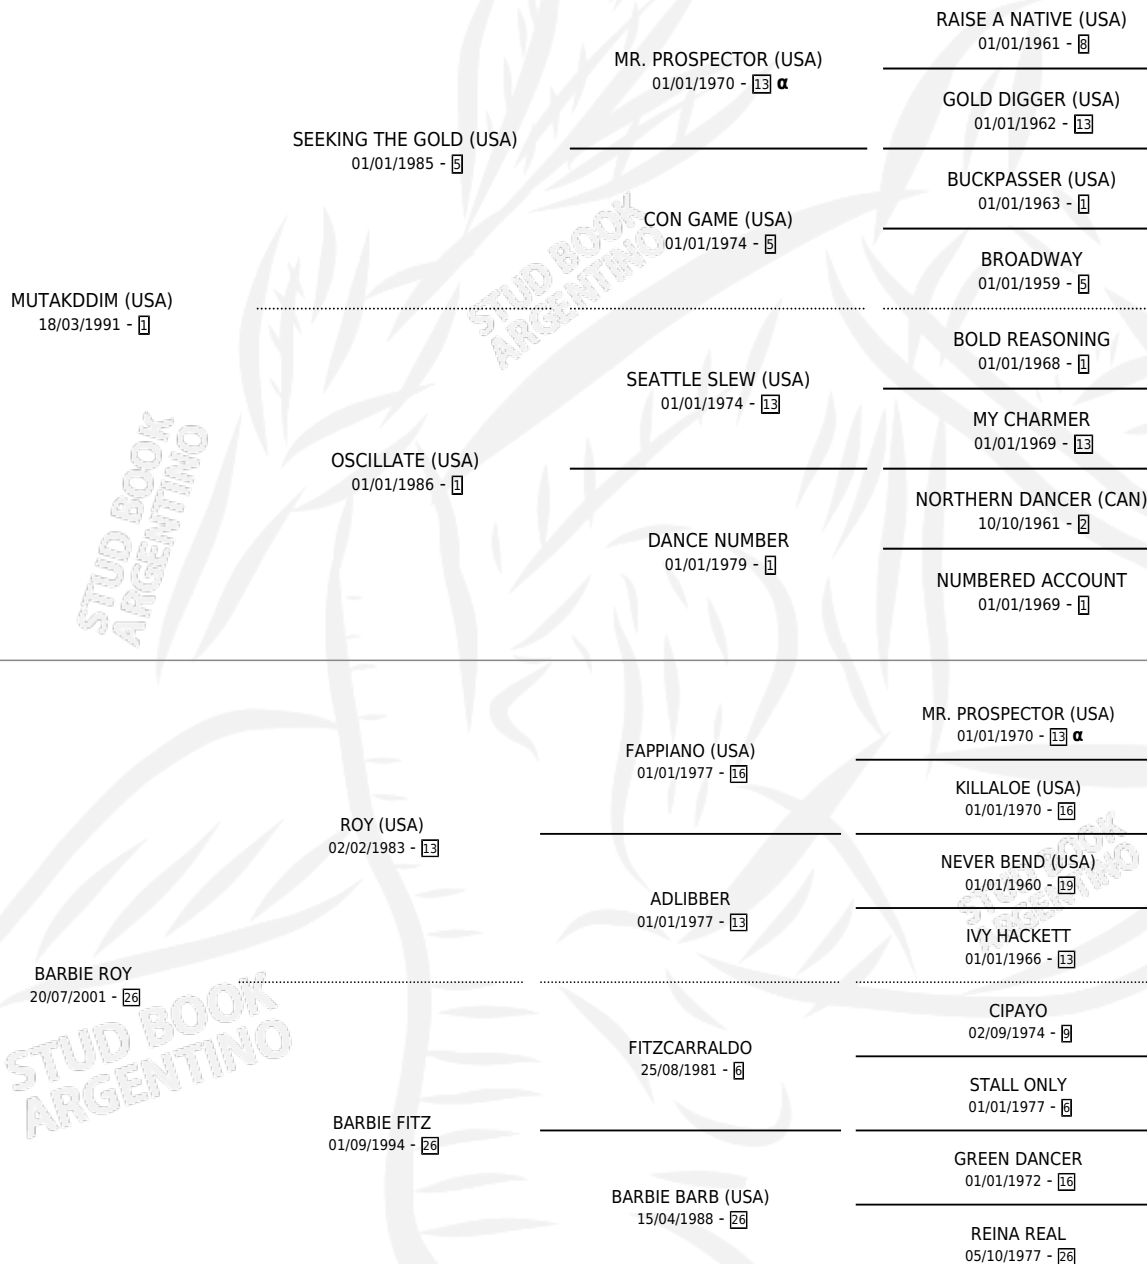 RAISE A NATIVE (USA)
01/01/1961 - 8
MR. PROSPECTOR (USA)
01/01/1970 - 13 α
GOLD DIGGER (USA)
01/01/1962 - 13
SEEKING THE GOLD (USA)
01/01/1985 - 5
BUCKPASSER (USA)
01/01/1963 - 1
CON GAME (USA)
01/01/1974 - 5
BROADWAY
01/01/1959 - 5
MUTAKDDIM (USA)
18/03/1991 - 1
BOLD REASONING
01/01/1968 - 1
SEATTLE SLEW (USA)
01/01/1974 - 13
MY CHARMER
01/01/1969 - 13
OSCILLATE (USA)
01/01/1986 - 1
NORTHERN DANCER (CAN)
10/10/1961 - 2
DANCE NUMBER
01/01/1979 - 1
NUMBERED ACCOUNT
01/01/1969 - 1
MR. PROSPECTOR (USA)
01/01/1970 - 13 α
FAPPIANO (USA)
01/01/1977 - 16
KILLALOE (USA)
01/01/1970 - 16
ROY (USA)
02/02/1983 - 13
NEVER BEND (USA)
01/01/1960 - 19
ADLIBBER
01/01/1977 - 13
IVY HACKETT
01/01/1966 - 13
BARBIE ROY
20/07/2001 - 26
CIPAYO
02/09/1974 - 9
FITZCARRALDO
25/08/1981 - 6
STALL ONLY
01/01/1977 - 6
BARBIE FITZ
01/09/1994 - 26
GREEN DANCER
01/01/1972 - 16
BARBIE BARB (USA)
15/04/1988 - 26
REINA REAL
05/10/1977 - 26
STUD BOOK
ARGENTINO
STUD BOOK
ARGENTINO
STUD BOOK
ARGENTINO
STUD BOOK
ARGENTINO